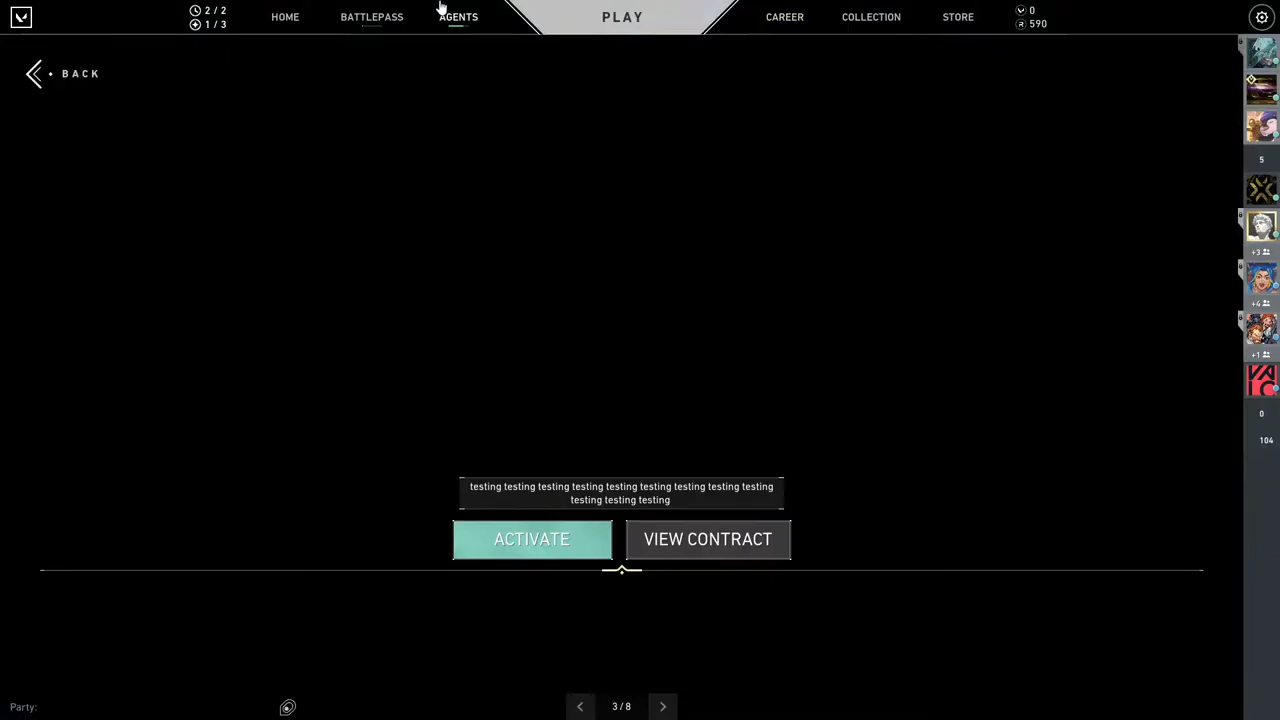 2 / 2
1 / 3
HOME
BATTLEPASS
AGENTS
PLAY
CAREER
COLLECTION
STORE
0
590
BACK
5
+3
+4
+1
0
104
testing testing testing testing testing testing testing testing testing
testing testing testing
ACTIVATE
VIEW CONTRACT
Party:
3 / 8